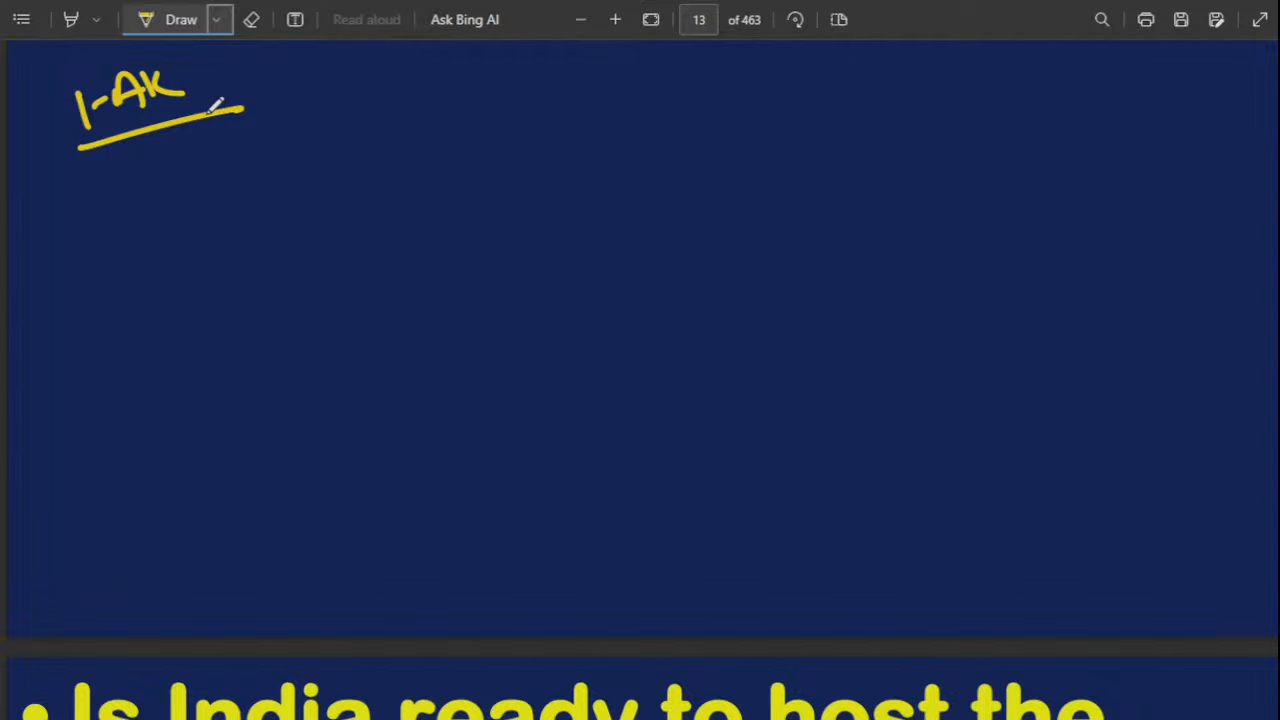 Draw
Read aloud
Ask Bing AI
13
of 463
1-AK
• Is India ready to host the